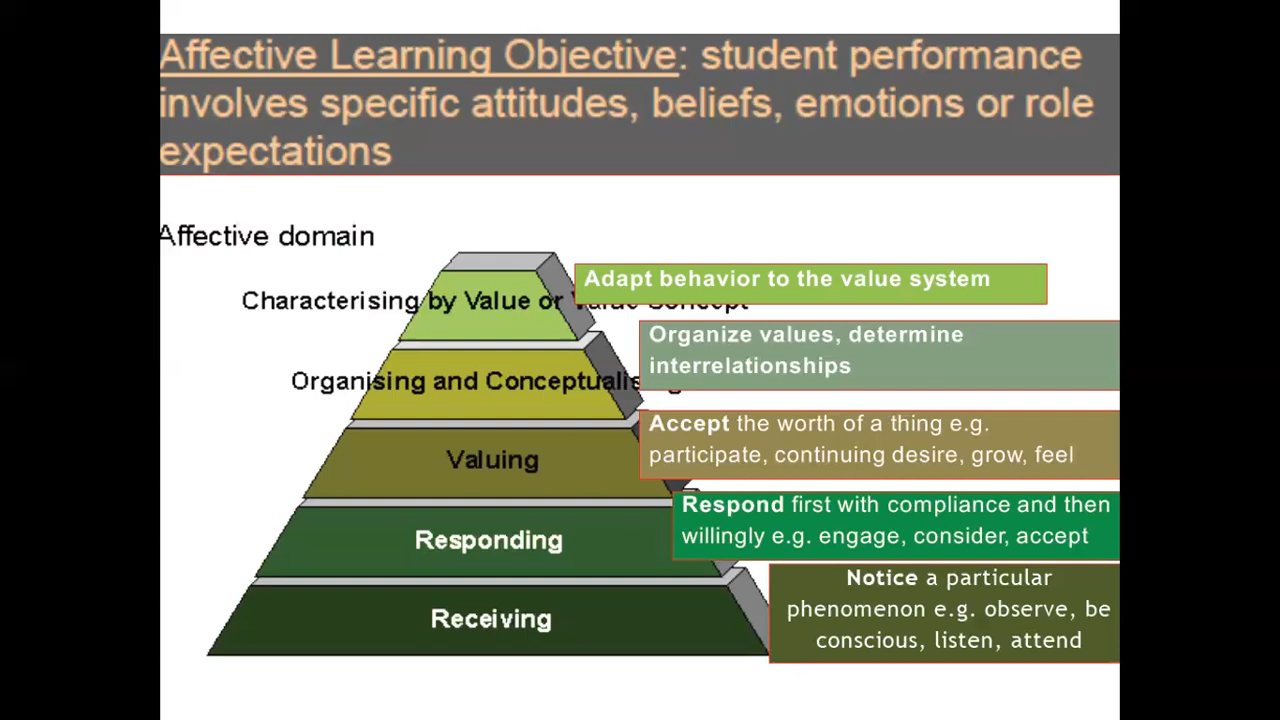 Affective Learning Objective: student performance
involves specific attitudes, beliefs, emotions or role
expectations
Affective domain
Characterising by Value or Value Concept
Adapt behavior to the value system
Organize values, determine
interrelationships
Organising and Conceptualising
Accept the worth of a thing e.g.
participate, continuing desire, grow, feel
Valuing
Respond first with compliance and then
willingly e.g. engage, consider, accept
Responding
Notice a particular
phenomenon e.g. observe, be
conscious, listen, attend
Receiving